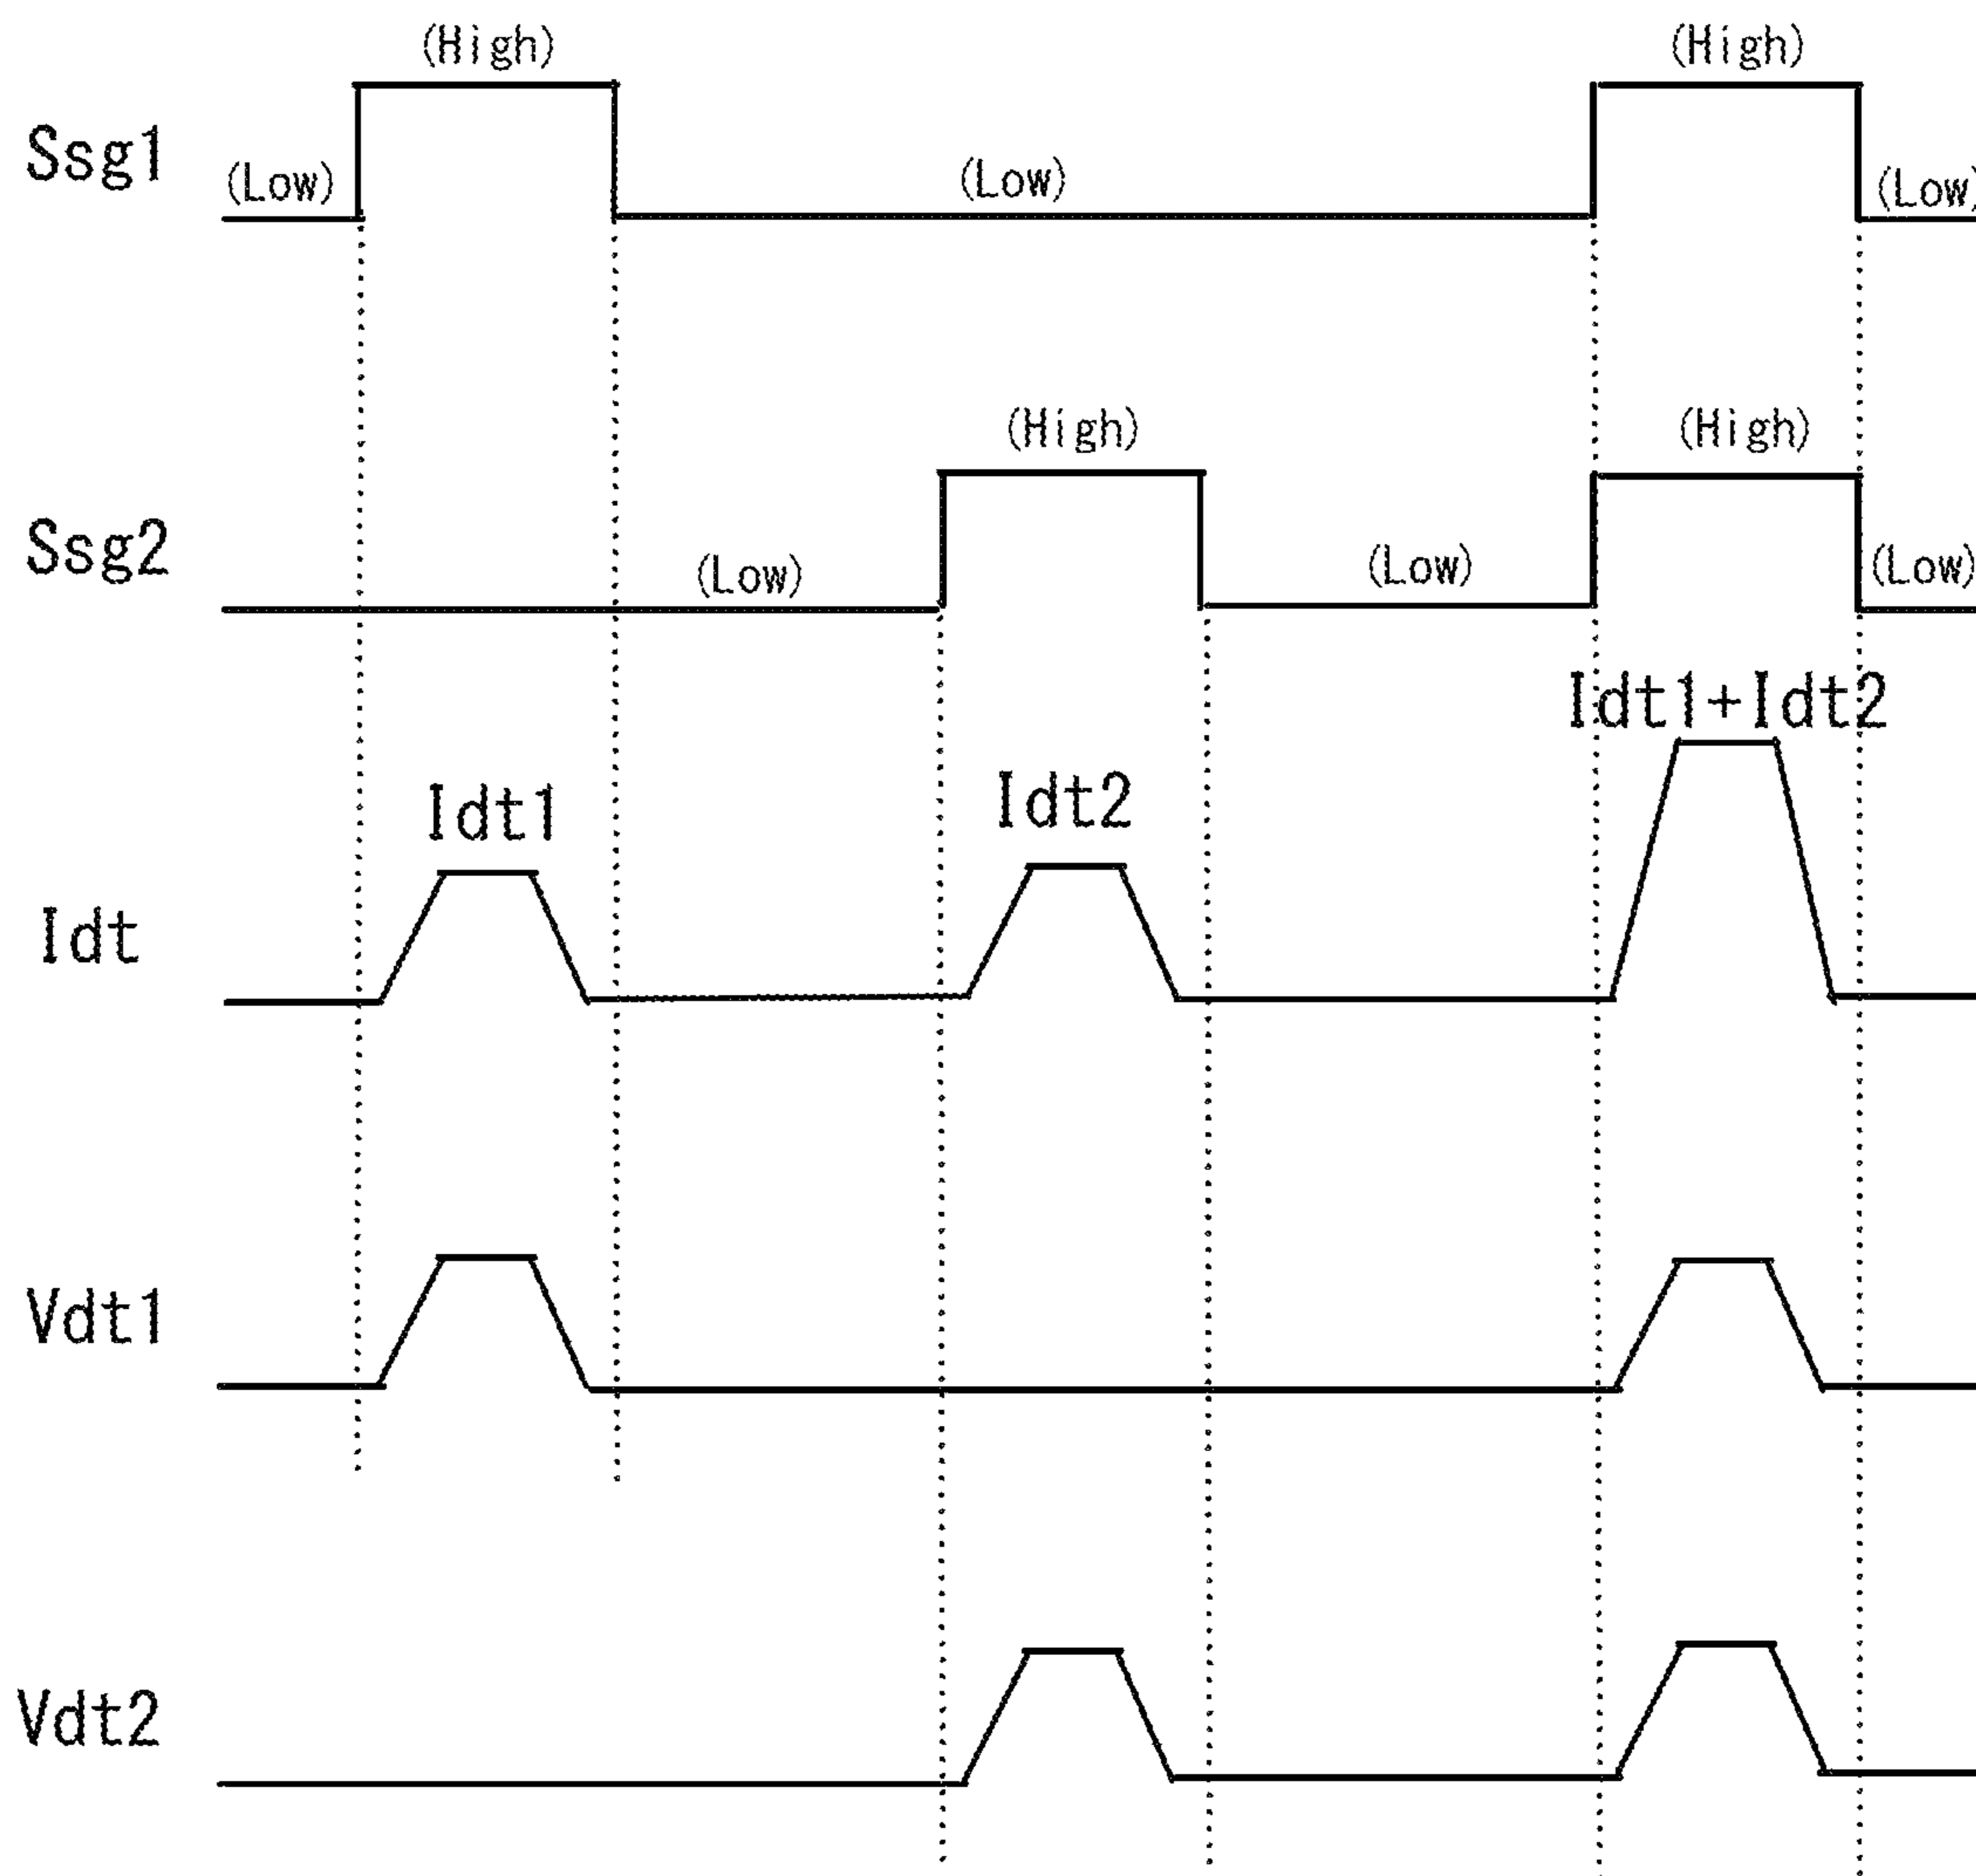 (High) (High)
Ssg1 (Low) (Low) (Low)
(High) (High)
Ssg2 (Low) (Low) (Low)
Idt1+Idt2
Idt1 Idt2
Idt
Vdt1
Vdt2